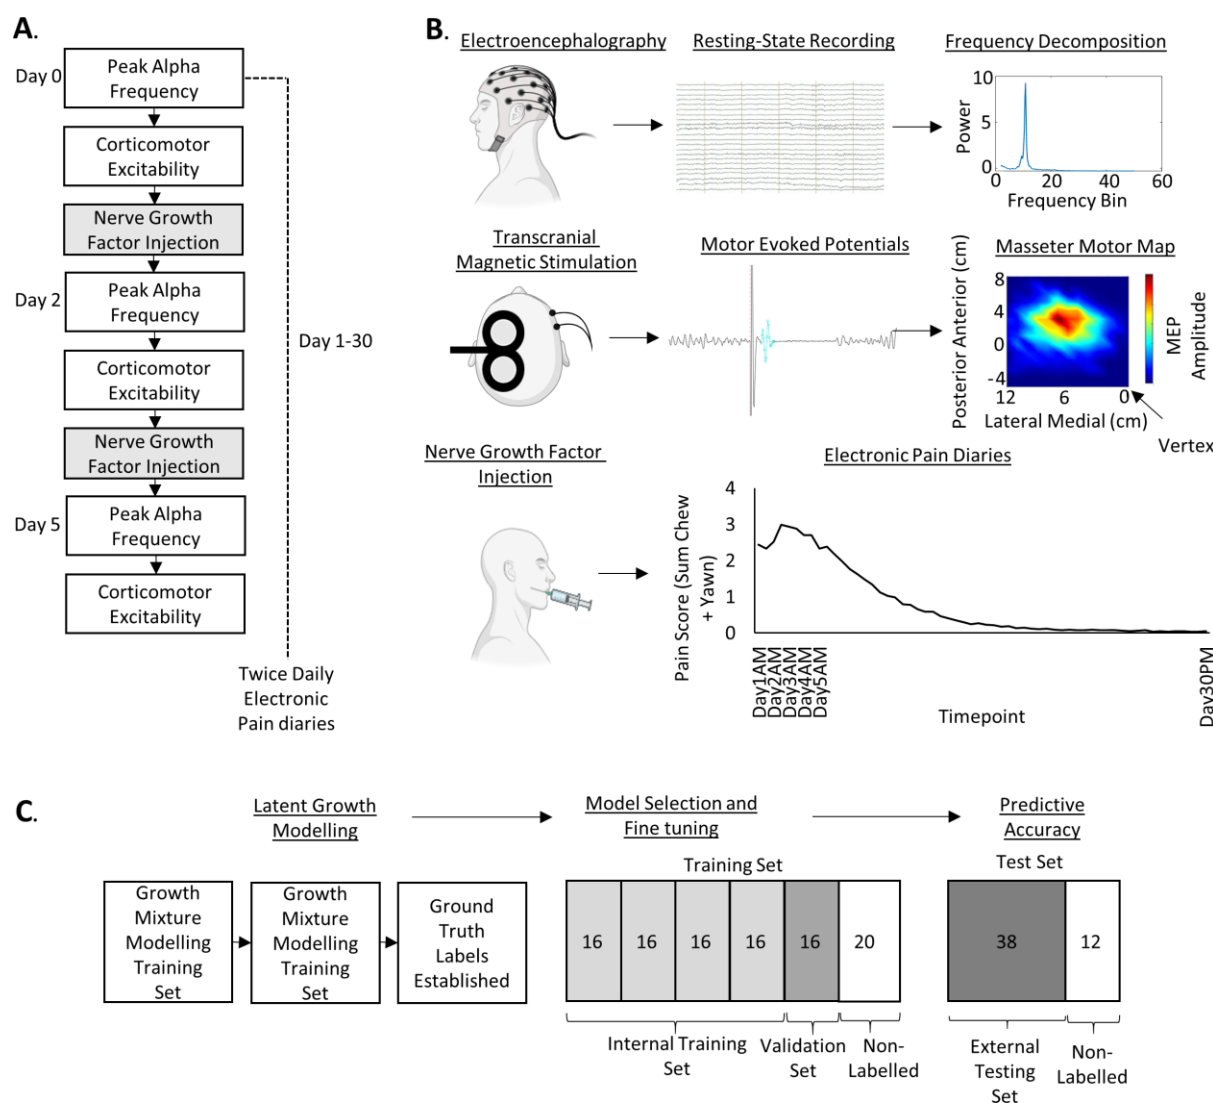 A.
Day 0
Peak Alpha
Frequency
Corticomotor
Excitability
Nerve Growth
Factor Injection
Day 2
Peak Alpha
Frequency
Day 1-30
Corticomotor
Excitability
Nerve Growth
Factor Injection
Day 5
Peak Alpha
Frequency
Corticomotor
Excitability
Twice Daily
Electronic
Pain diaries
B.
Electroencephalography
Resting-State Recording
Frequency Decomposition
Power
10
5
0
20
40
60
Frequency Bin
Transcranial
Magnetic Stimulation
Motor Evoked Potentials
Masseter Motor Map
Posterior Anterior (cm)
8
4
0
-4
12
6
0
Lateral Medial (cm)
MEP
Amplitude
Vertex
Nerve Growth Factor
Injection
Electronic Pain Diaries
Pain Score (Sum Chew
+ Yawn)
4
3
2
1
0
Day1AM
Day2AM
Day3AM
Day4AM
Day5AM
Day30PM
Timepoint
C.
Latent Growth
Modelling
Model Selection and
Fine tuning
Predictive
Accuracy
Growth
Mixture
Modelling
Training
Set
Growth
Mixture
Modelling
Training
Set
Ground
Truth
Labels
Established
Training Set
16
16
16
16
16
20
Internal Training
Set
Validation
Set
Non-
Labelled
Test Set
38
12
External
Testing
Set
Non-
Labelled